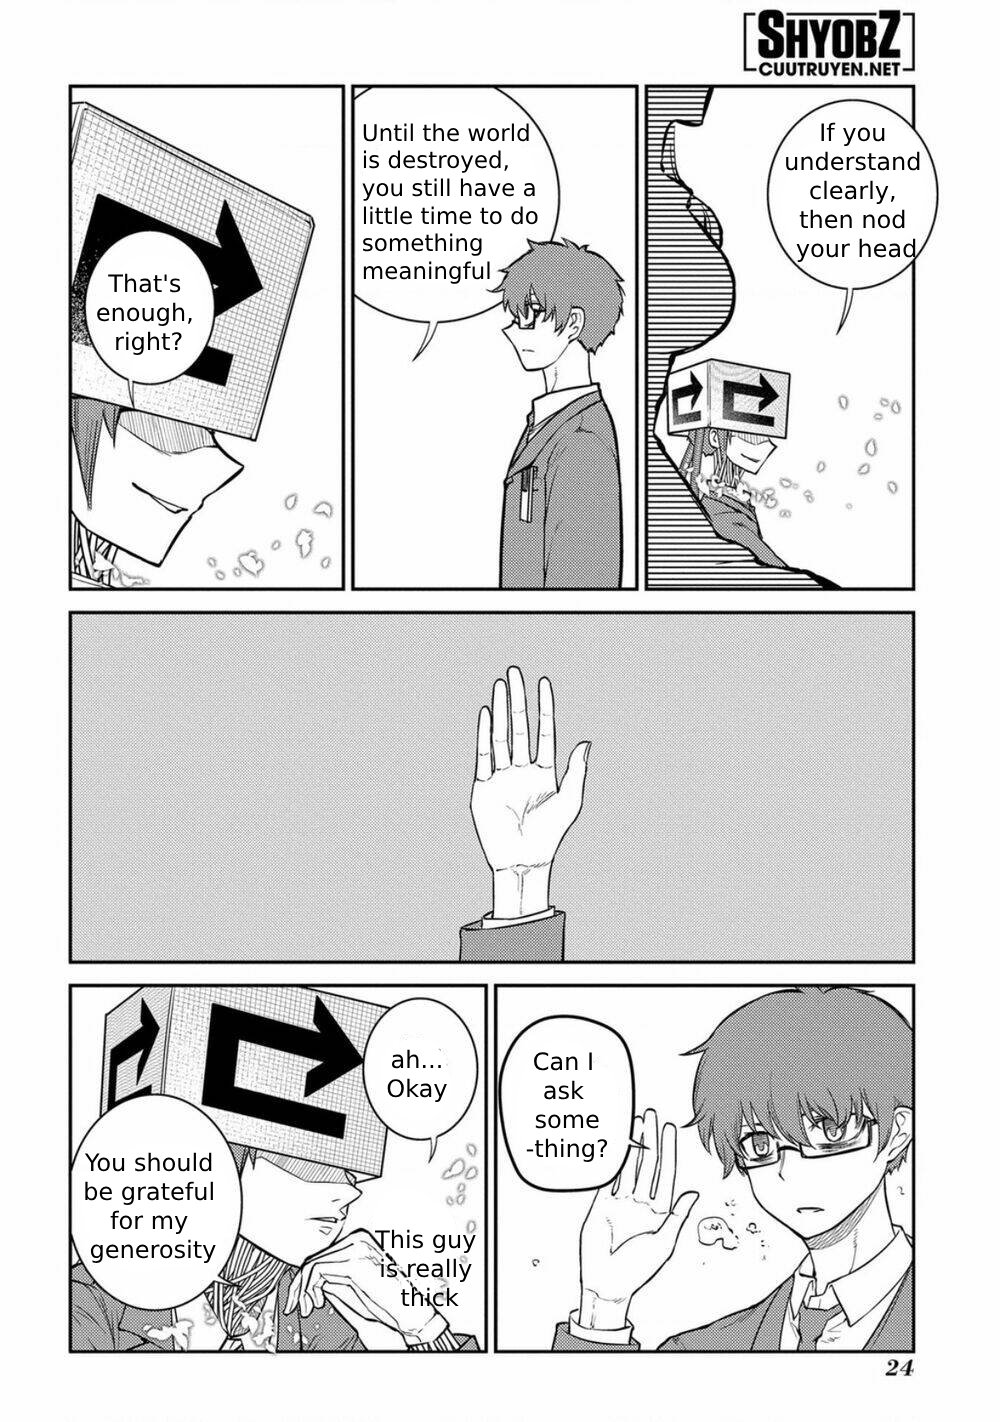 SHYOBZ
CUUTRUYEN.NET
If you
understand
clearly,
then nod
your head
Until the world
is destroyed,
you still have a
little time to do
something
meaningful
That's
enough,
right?
Can I
ask
some
-thing?
ah...
Okay
This guy
is really
thick
You should
be grateful
for my
generosity
24